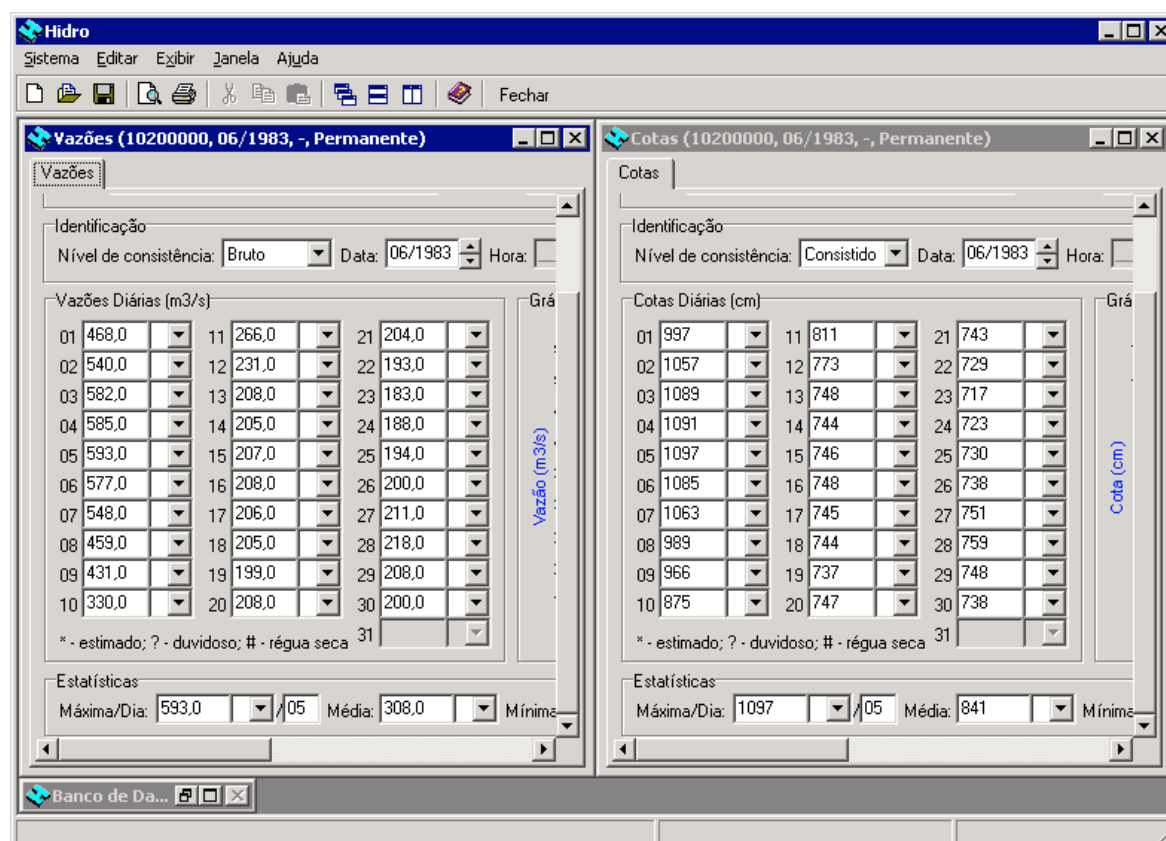 Hidro
Sistema Editar Exibir Janela Ajuda
Fechar
Vazões (10200000, 06/1983, -, Permanente)
Vazões
Identificação
Nível de consistência: Bruto Data: 06/1983 Hora:
Vazões Diárias (m3/s) Grá
01 468,0 11 266,0 21 204,0
02 540,0 12 231,0 22 193,0
03 582,0 13 208,0 23 183,0
04 585,0 14 205,0 24 188,0
05 593,0 15 207,0 25 194,0
06 577,0 16 208,0 26 200,0
07 548,0 17 206,0 27 211,0
08 459,0 18 205,0 28 218,0
09 431,0 19 199,0 29 208,0
10 330,0 20 208,0 30 200,0
31
* - estimado; ? - duvidoso; # - régua seca
Vazão (m3/s)
Estatísticas
Máxima/Dia: 593,0 /05 Média: 308,0 Mínima
Cotas (10200000, 06/1983, -, Permanente)
Cotas
Identificação
Nível de consistência: Consistido Data: 06/1983 Hora:
Cotas Diárias (cm) Grá
01 997 11 811 21 743
02 1057 12 773 22 729
03 1089 13 748 23 717
04 1091 14 744 24 723
05 1097 15 746 25 730
06 1085 16 748 26 738
07 1063 17 745 27 751
08 989 18 744 28 759
09 966 19 737 29 748
10 875 20 747 30 738
31
* - estimado; ? - duvidoso; # - régua seca
Cota (cm)
Estatísticas
Máxima/Dia: 1097 /05 Média: 841 Mínima
Banco de Da...